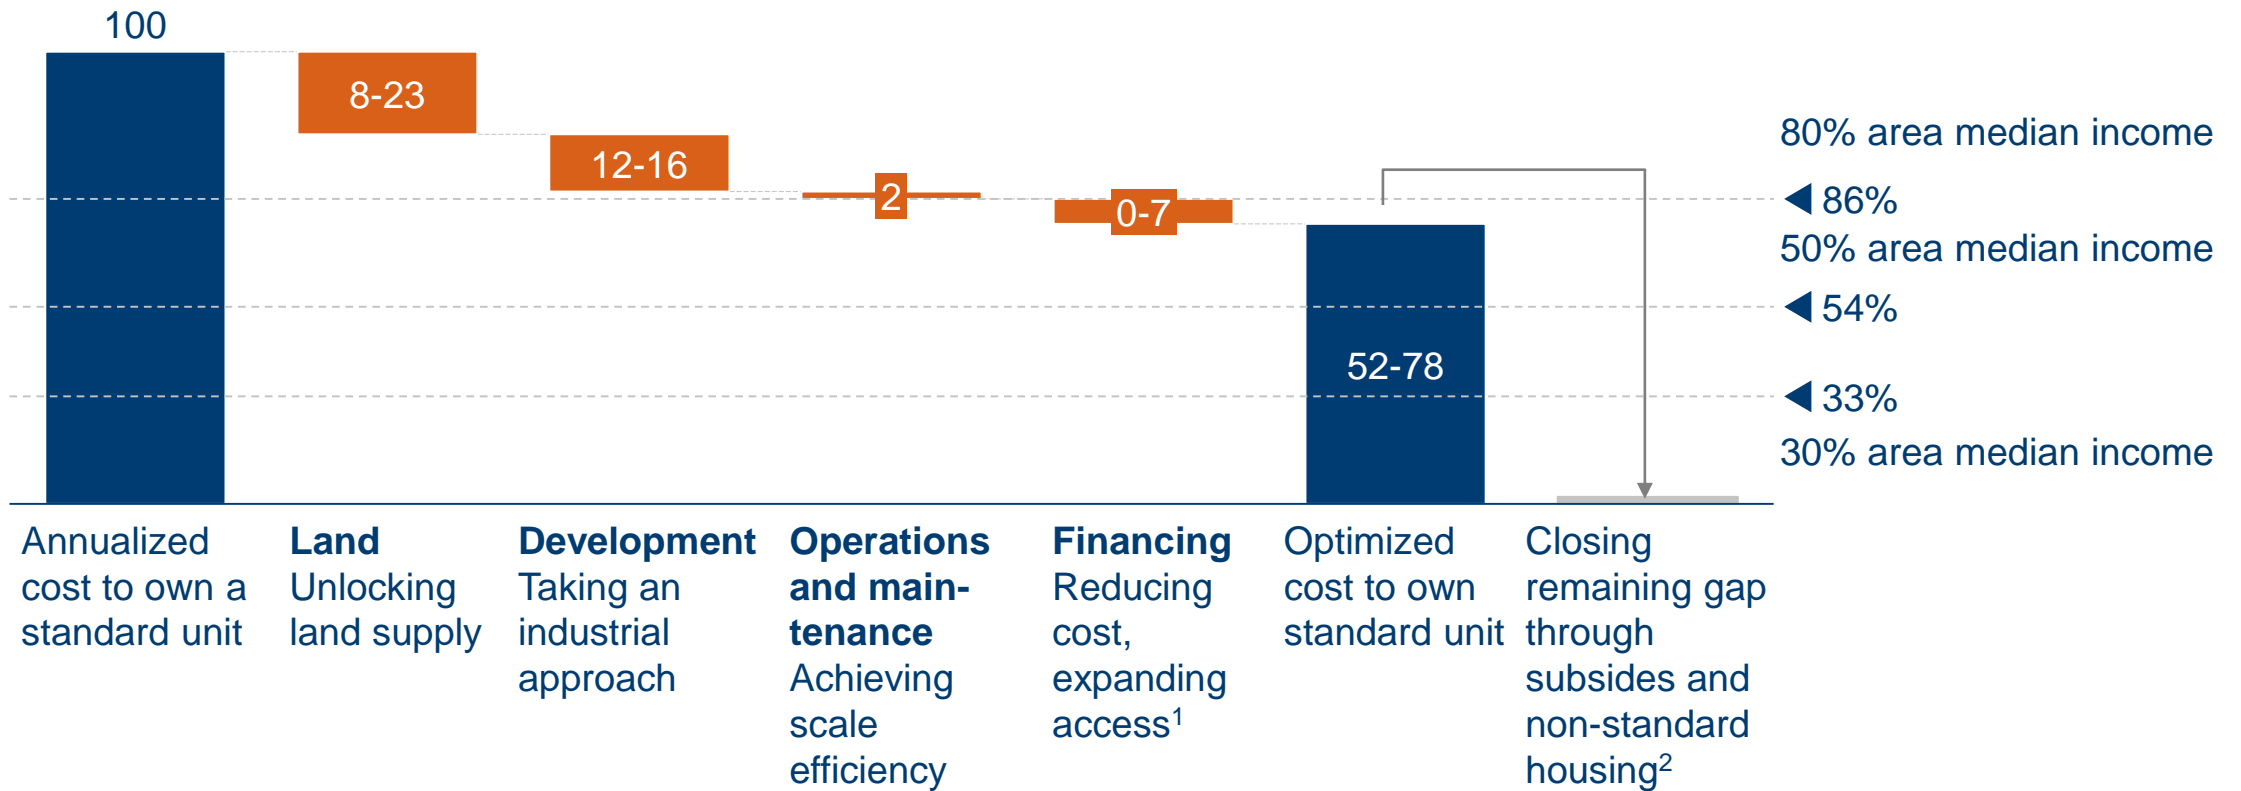 100
8-23
12-16
2
0-7
52-78
80% area median income
86%
50% area median income
54%
33%
30% area median income
Annualized
cost to own a
standard unit
Land
Unlocking
land supply
Development
Taking an
industrial
approach
Operations
and main-
tenance
Achieving
scale
efficiency
Financing
Reducing
cost,
expanding
access¹
Optimized
cost to own
standard unit
Closing
remaining gap
through
subsides and
non-standard
housing²